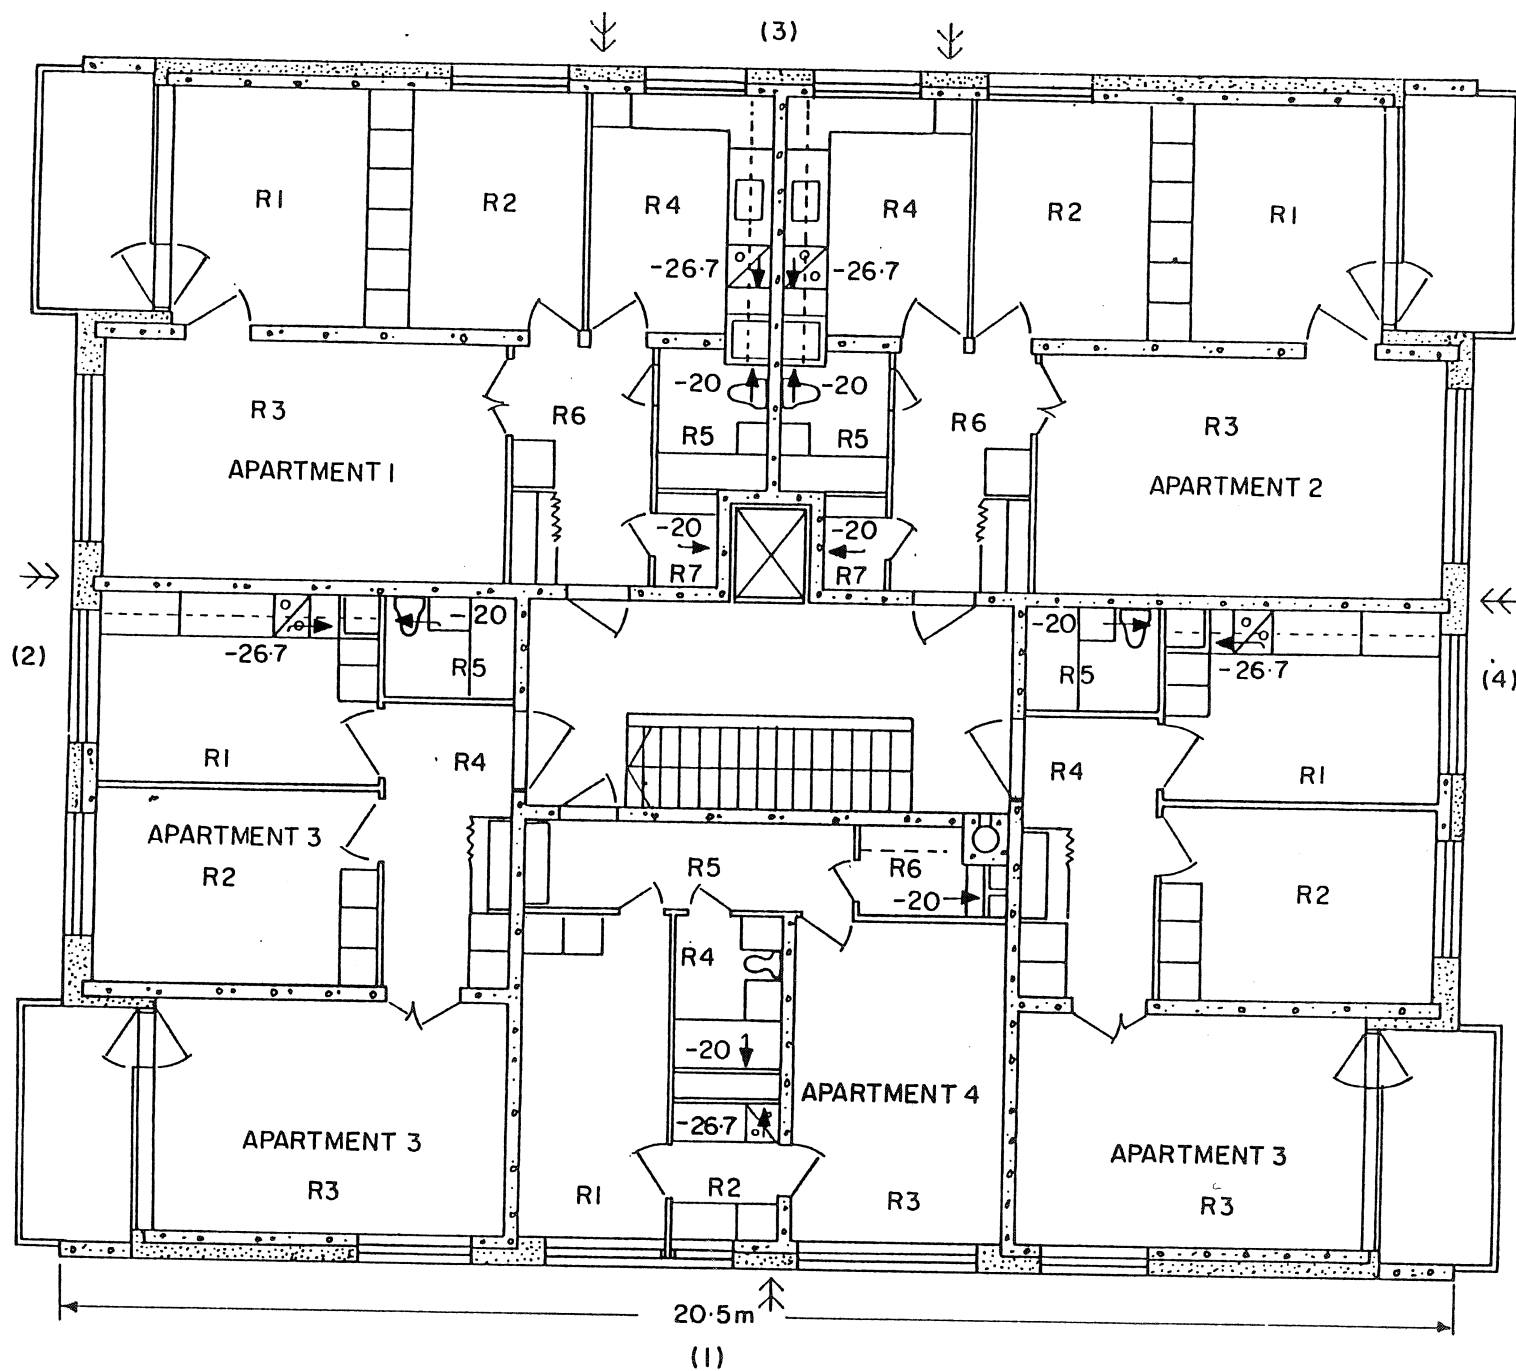 (3)
R1
R2
R4
R4
R2
R1
-26·7
-26·7
R3
R6
-20
-20
R6
R3
R5
R5
APARTMENT 1
APARTMENT 2
-20
-20
R7
R7
(2)
-20
-20
-26·7
R5
R5
-26·7
(4)
R1
R4
R4
R1
APARTMENT 3
R2
R5
R6
R2
-20
R4
-20
APARTMENT 4
-26·7
APARTMENT 3
APARTMENT 3
R3
R1
R2
R3
R3
20·5m
(1)